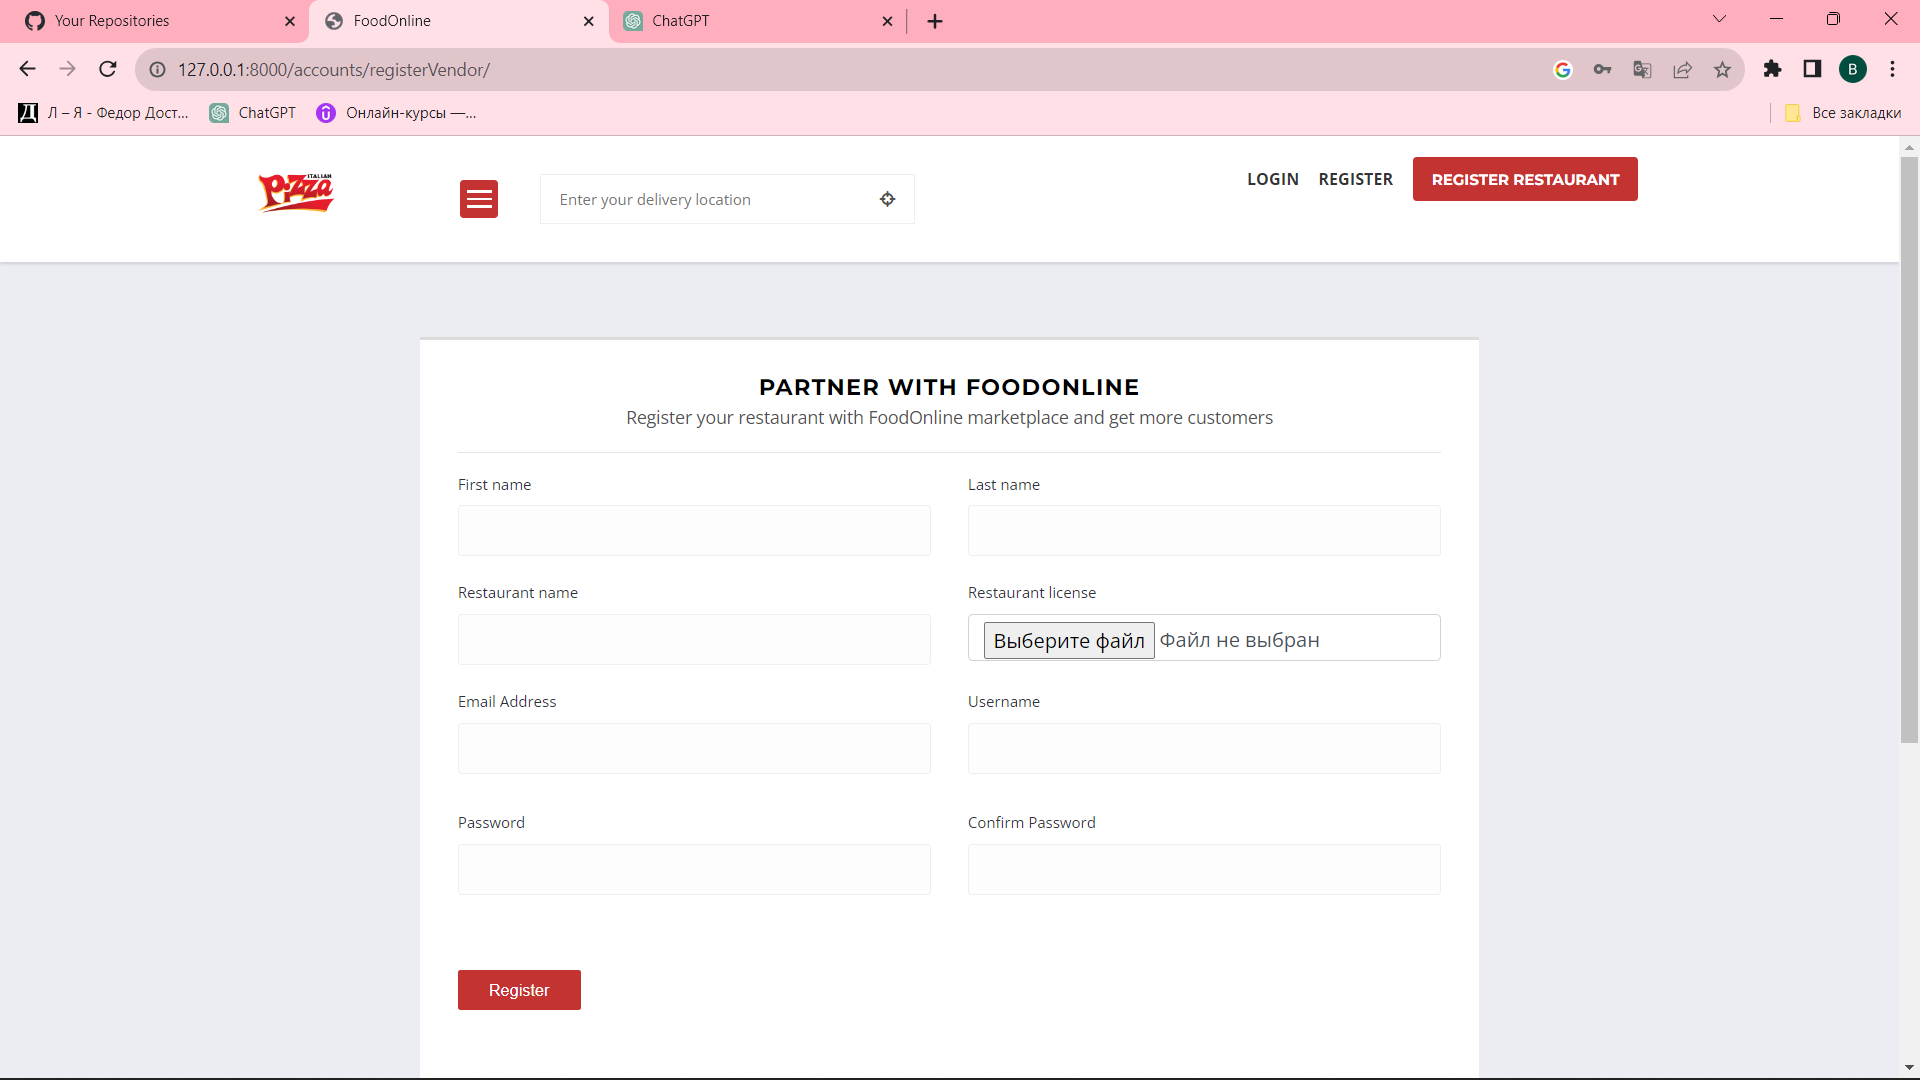 Your Repositories
FoodOnline
ChatGPT
127.0.0.1:8000/accounts/registerVendor/
B
Л – Я - Федор Дост...
ChatGPT
Онлайн-курсы —...
Все закладки
ITALIAN
Pizza
Enter your delivery location
LOGIN
REGISTER
REGISTER RESTAURANT
PARTNER WITH FOODONLINE
Register your restaurant with FoodOnline marketplace and get more customers
First name
Last name
Restaurant name
Restaurant license
Выберите файл
Файл не выбран
Email Address
Username
Password
Confirm Password
Register